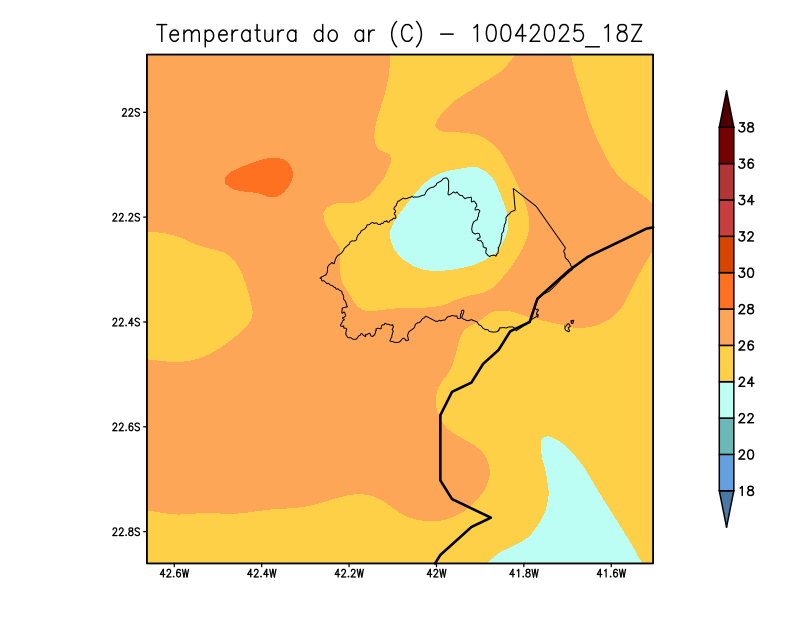 Temperatura do ar (C) - 10042025_18Z
22S
22.2S
22.4S
22.6S
22.8S
42.6W
42.4W
42.2W
42W
41.8W
41.6W
38
36
34
32
30
28
26
24
22
20
18